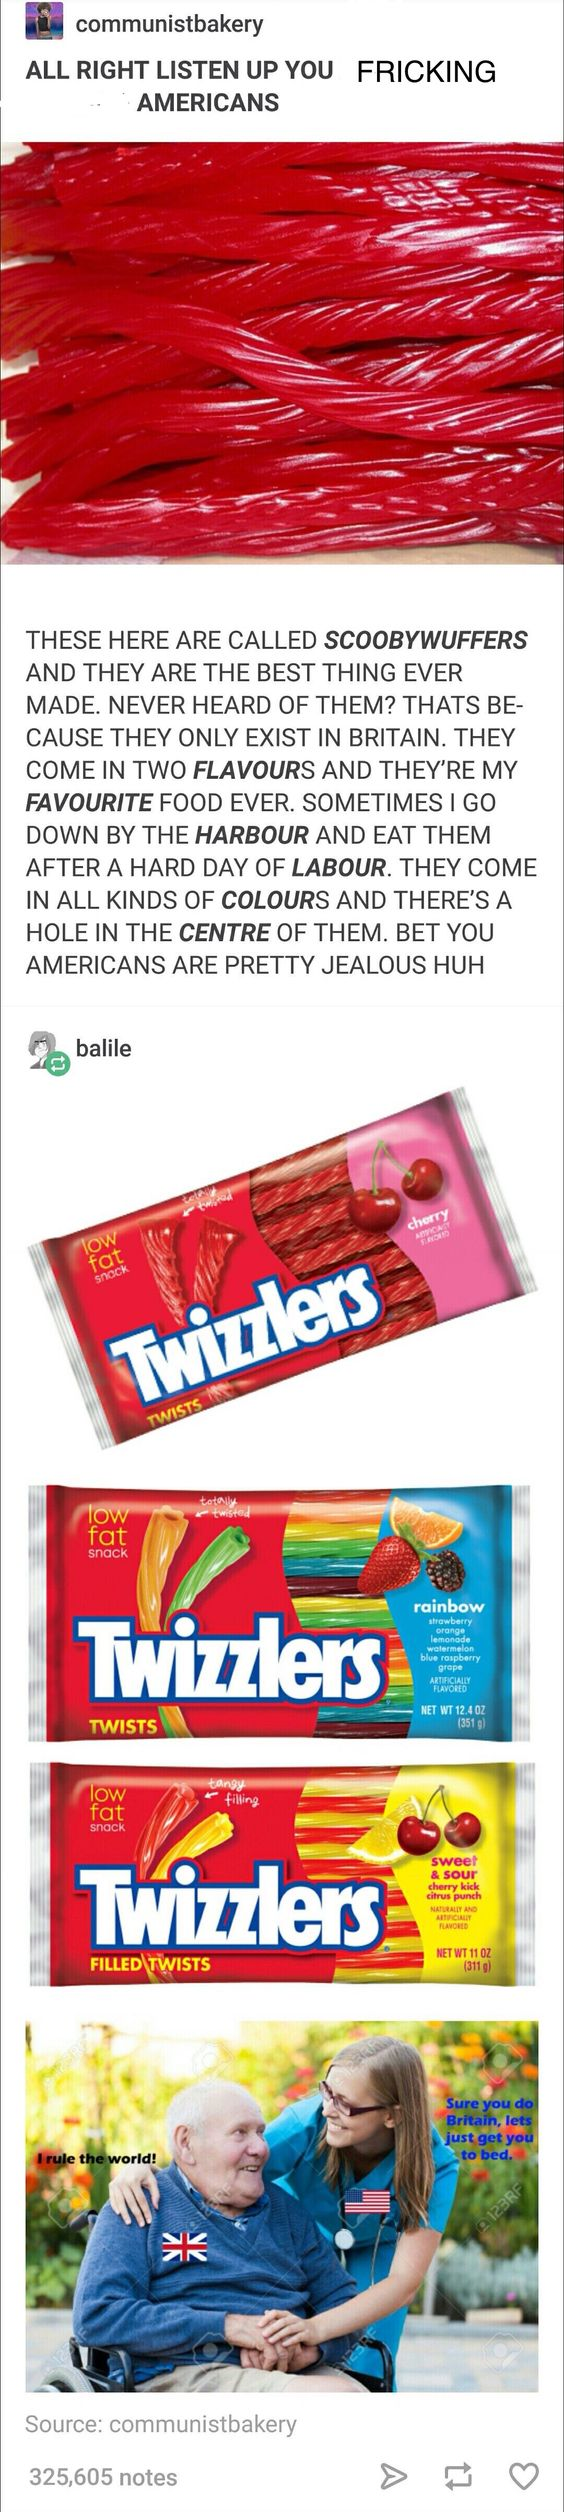 communistbakery
ALL RIGHT LISTEN UP YOU FRICKING
AMERICANS
THESE HERE ARE CALLED SCOOBYWUFFERS
AND THEY ARE THE BEST THING EVER
MADE. NEVER HEARD OF THEM? THATS BE-
CAUSE THEY ONLY EXIST IN BRITAIN. THEY
COME IN TWO FLAVOURS AND THEY'RE MY
FAVOURITE FOOD EVER. SOMETIMES I GO
DOWN BY THE HARBOUR AND EAT THEM
AFTER A HARD DAY OF LABOUR. THEY COME
IN ALL KINDS OF COLOURS AND THERE'S A
HOLE IN THE CENTRE OF THEM. BET YOU
AMERICANS ARE PRETTY JEALOUS HUH
balile
totally
twisted
low
fat
snack
cherry
ARTIFICIALLY
FLAVORED
Twizzlers
TWISTS
low
fat
snack
totally
twisted
rainbow
strawberry
orange
lemonade
watermelon
blue raspberry
grape
ARTIFICIALLY
FLAVORED
Twizzlers
TWISTS
NET WT 12.4 OZ
(351 g)
low
fat
snack
tangy
filling
sweet
& sour
cherry kick
citrus punch
NATURALLY AND
ARTIFICIALLY
FLAVORED
Twizzlers
FILLED TWISTS
NET WT 11 OZ
(311 g)
I rule the world!
Sure you do
Britain, lets
just get you
to bed.
123RF
Source: communistbakery
325,605 notes